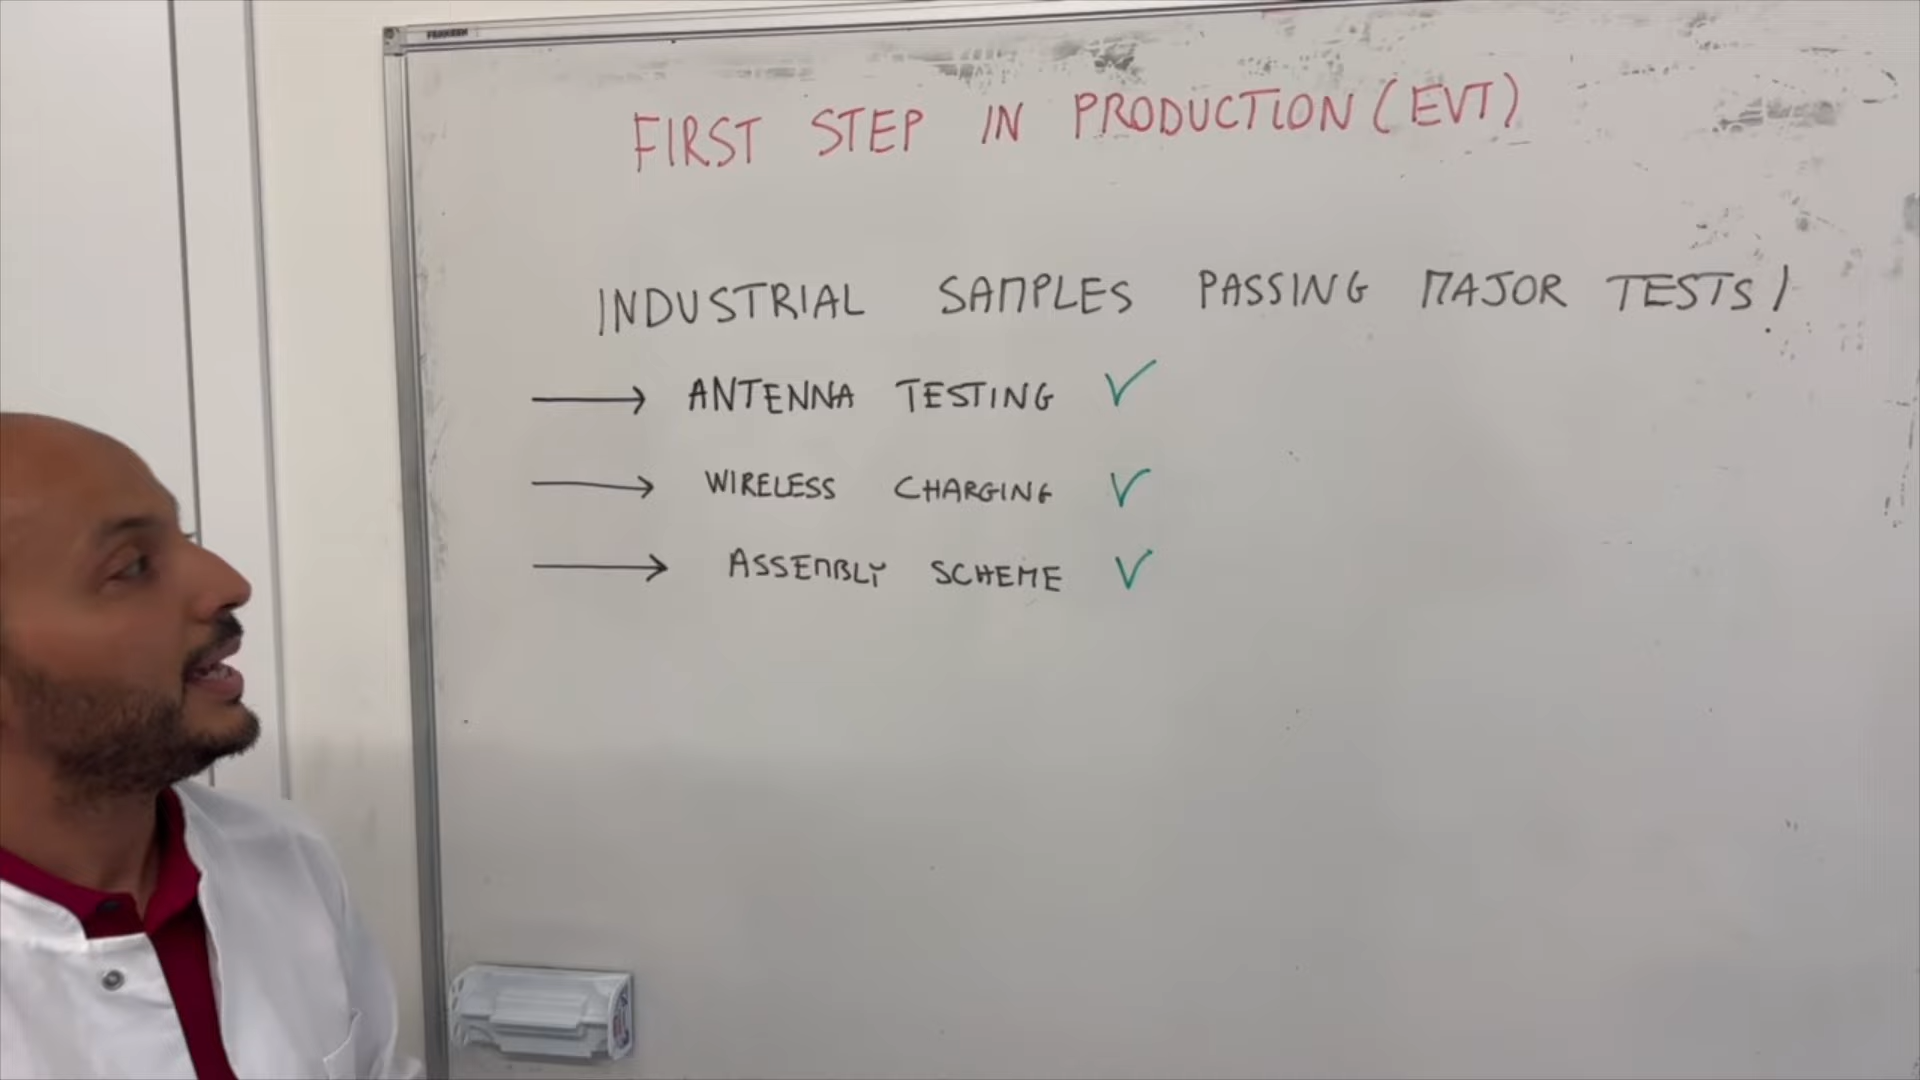 FIRST STEP IN PRODUCTION (EVT)
INDUSTRIAL SAMPLES PASSING MAJOR TESTS!
→ ANTENNA TESTING ✓
→ WIRELESS CHARGING ✓
→ ASSEMBLY SCHEME ✓